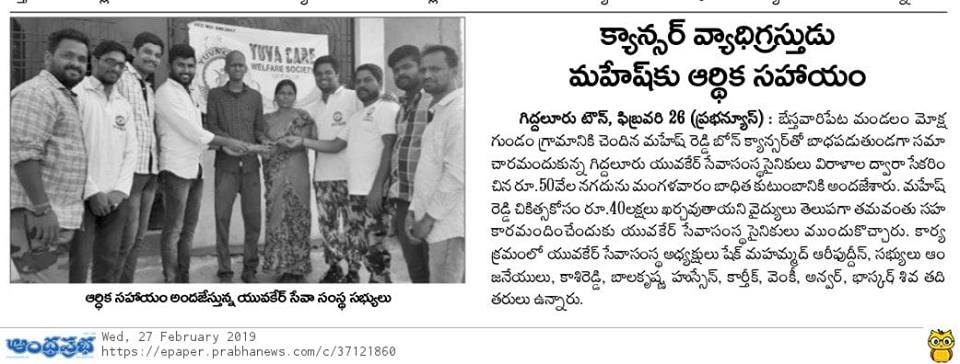 YUVA CARE
WELFARE SOCIETY
ఆర్థిక సహాయం అందజేస్తున్న యువకేర్ సేవా సంస్థ సభ్యులు
క్యాన్సర్ వ్యాధిగ్రస్తుడు
మహేష్‌కు ఆర్థిక సహాయం
గిద్దలూరు టౌన్, ఫిబ్రవరి 26 (ప్రభన్యూస్) : బేస్తవారిపేట మండలం మోక్ష
గుండం గ్రామానికి చెందిన మహేష్ రెడ్డి బోన్ క్యాన్సర్‌తో బాధపడుతుండగా సమా
చారమందుకున్న గిద్దలూరు యువకేర్ సేవాసంస్థసైనికులు విరాళాల ద్వారా సేకరిం
చిన రూ.50వేల నగదును మంగళవారం బాధిత కుటుంబానికి అందజేశారు. మహేష్
రెడ్డి చికిత్సకోసం రూ.40లక్షలు ఖర్చవుతాయని వైద్యులు తెలుపగా తమవంతు సహ
కారమందించేందుకు యువకేర్ సేవాసంస్థ సైనికులు ముందుకొచ్చారు. కార్య
క్రమంలో యువకేర్ సేవాసంస్థ అధ్యక్షులు షేక్ మహమ్మద్ ఆరీపుద్దీన్, సభ్యులు ఆం
జనేయులు, కాశిరెడ్డి, బాలకృష్ణ, హుస్సేన్, కార్తీక్, వెంకీ, అన్వర్, భాస్కర్, శివ తది
తరులు ఉన్నారు.
ఆంధ్రప్రభ
Wed, 27 February 2019
https://epaper.prabhanews.com/c/37121860